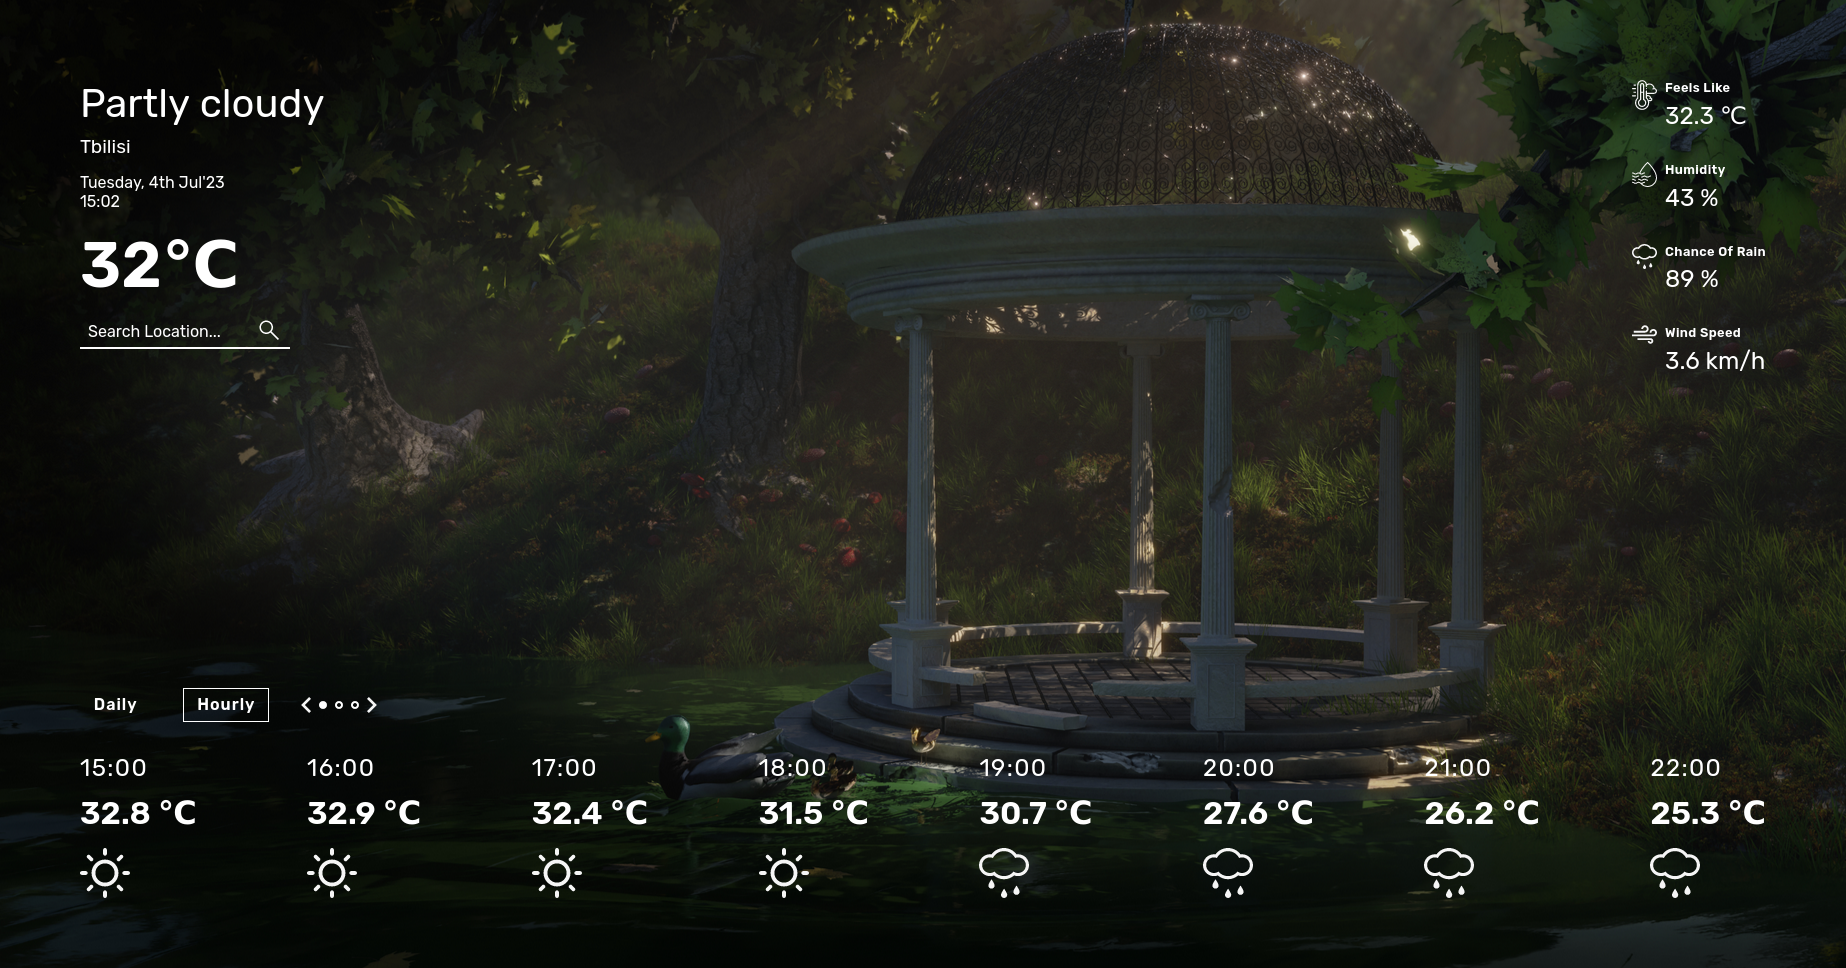 Partly cloudy
Tbilisi
Tuesday, 4th Jul'23
15:02
32°C
Search Location...
Feels Like
32.3 °C
Humidity
43 %
Chance Of Rain
89 %
Wind Speed
3.6 km/h
Daily Hourly
15:00 16:00 17:00 18:00 19:00 20:00 21:00 22:00
32.8 °C 32.9 °C 32.4 °C 31.5 °C 30.7 °C 27.6 °C 26.2 °C 25.3 °C